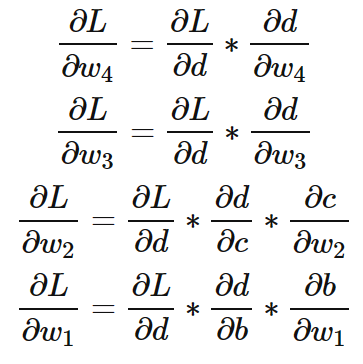 ∂L/∂w₄ = ∂L/∂d * ∂d/∂w₄
∂L/∂w₃ = ∂L/∂d * ∂d/∂w₃
∂L/∂w₂ = ∂L/∂d * ∂d/∂c * ∂c/∂w₂
∂L/∂w₁ = ∂L/∂d * ∂d/∂b * ∂b/∂w₁